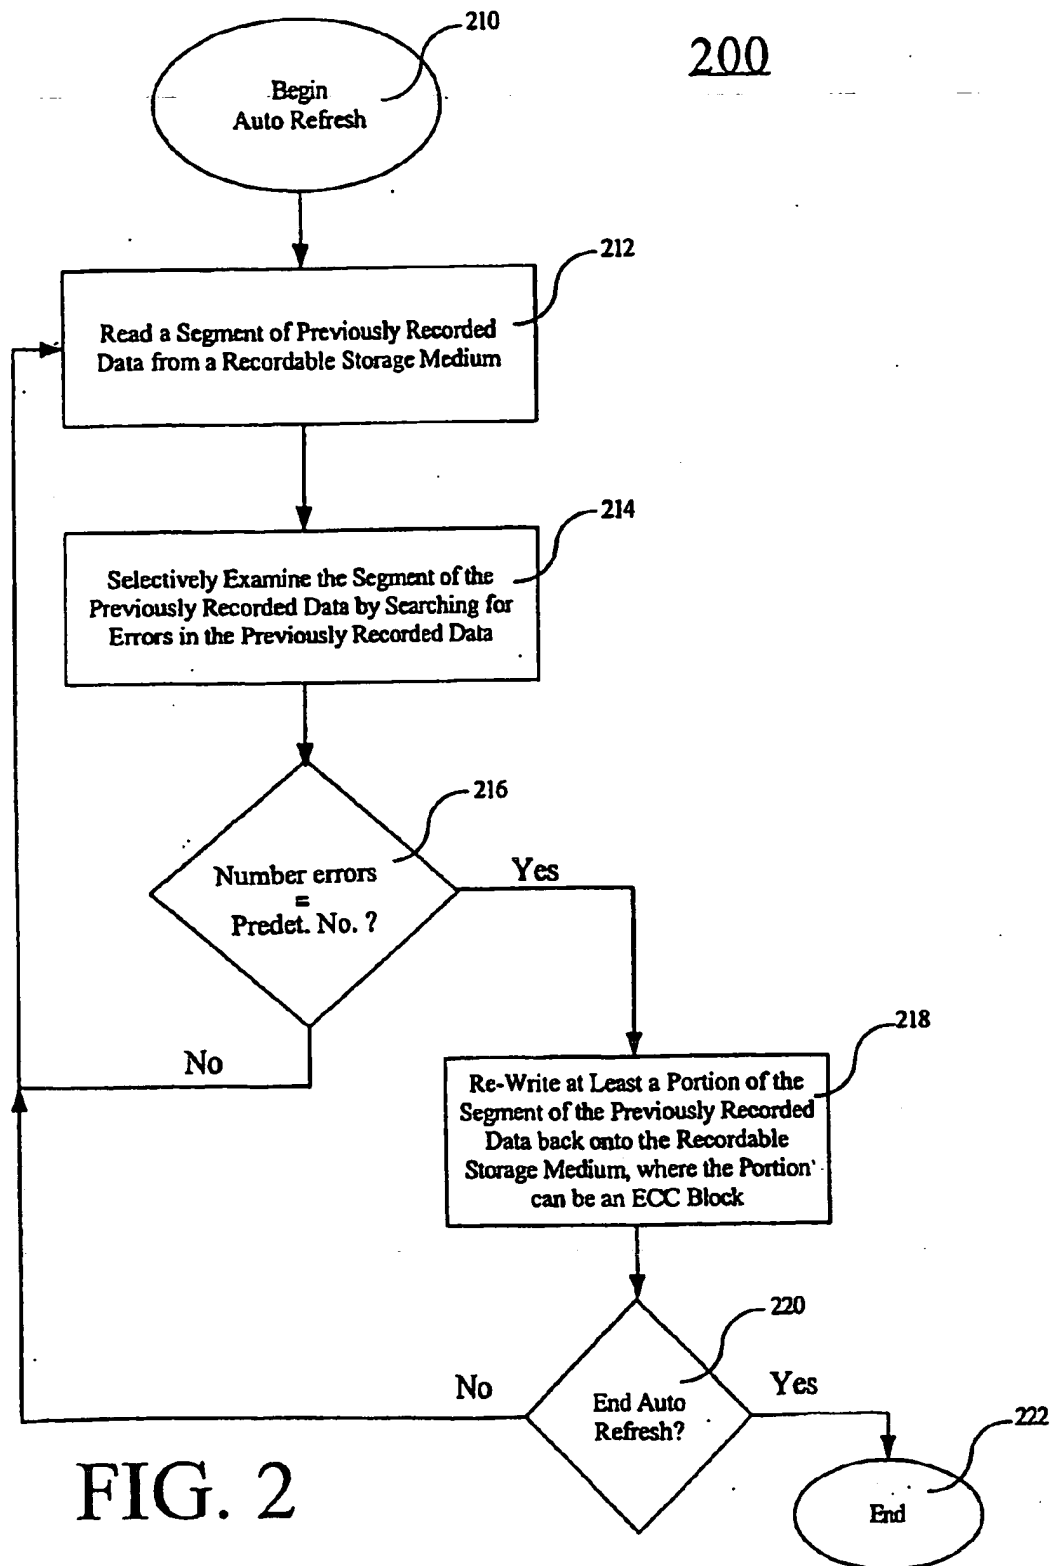 210
200
Begin
Auto Refresh
212
Read a Segment of Previously Recorded
Data from a Recordable Storage Medium
214
Selectively Examine the Segment of the
Previously Recorded Data by Searching for
Errors in the Previously Recorded Data
216
Number errors
=
Predet. No. ?
Yes
No
218
Re-Write at Least a Portion of the
Segment of the Previously Recorded
Data back onto the Recordable
Storage Medium, where the Portion
can be an ECC Block
220
End Auto
Refresh?
No
Yes
222
End
FIG. 2